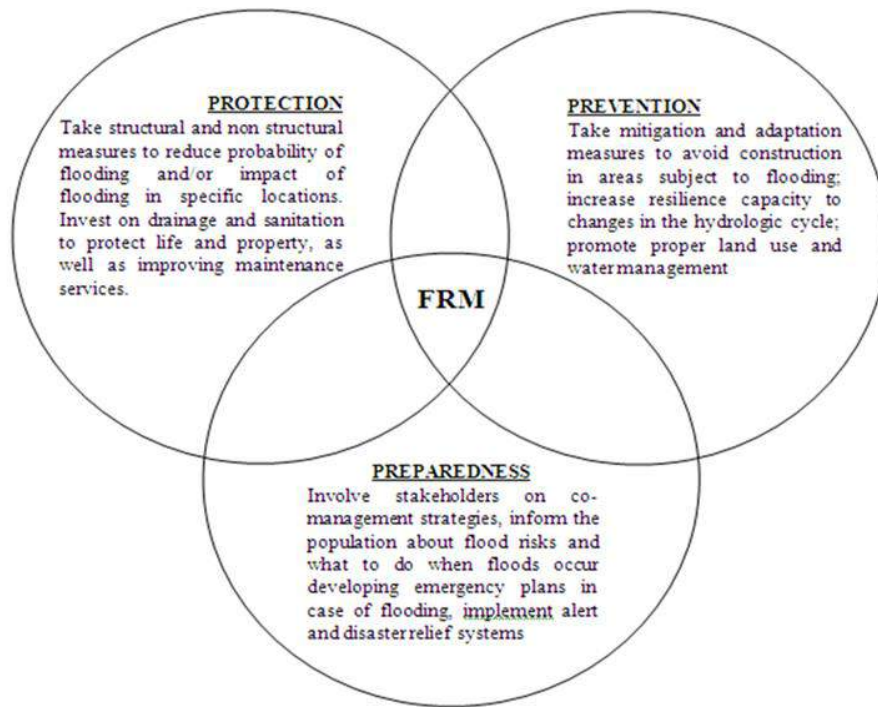 PROTECTION
Take structural and non structural
measures to reduce probability of
flooding and/or impact of
flooding in specific locations.
Invest on drainage and sanitation
to protect life and property, as
well as improving maintenance
services.
PREVENTION
Take mitigation and adaptation
measures to avoid construction
in areas subject to flooding;
increase resilience capacity to
changes in the hydrologic cycle;
promote proper land use and
water management
FRM
PREPAREDNESS
Involve stakeholders on co-
management strategies, inform the
population about flood risks and
what to do when floods occur
developing emergency plans in
case of flooding, implement alert
and disaster relief systems